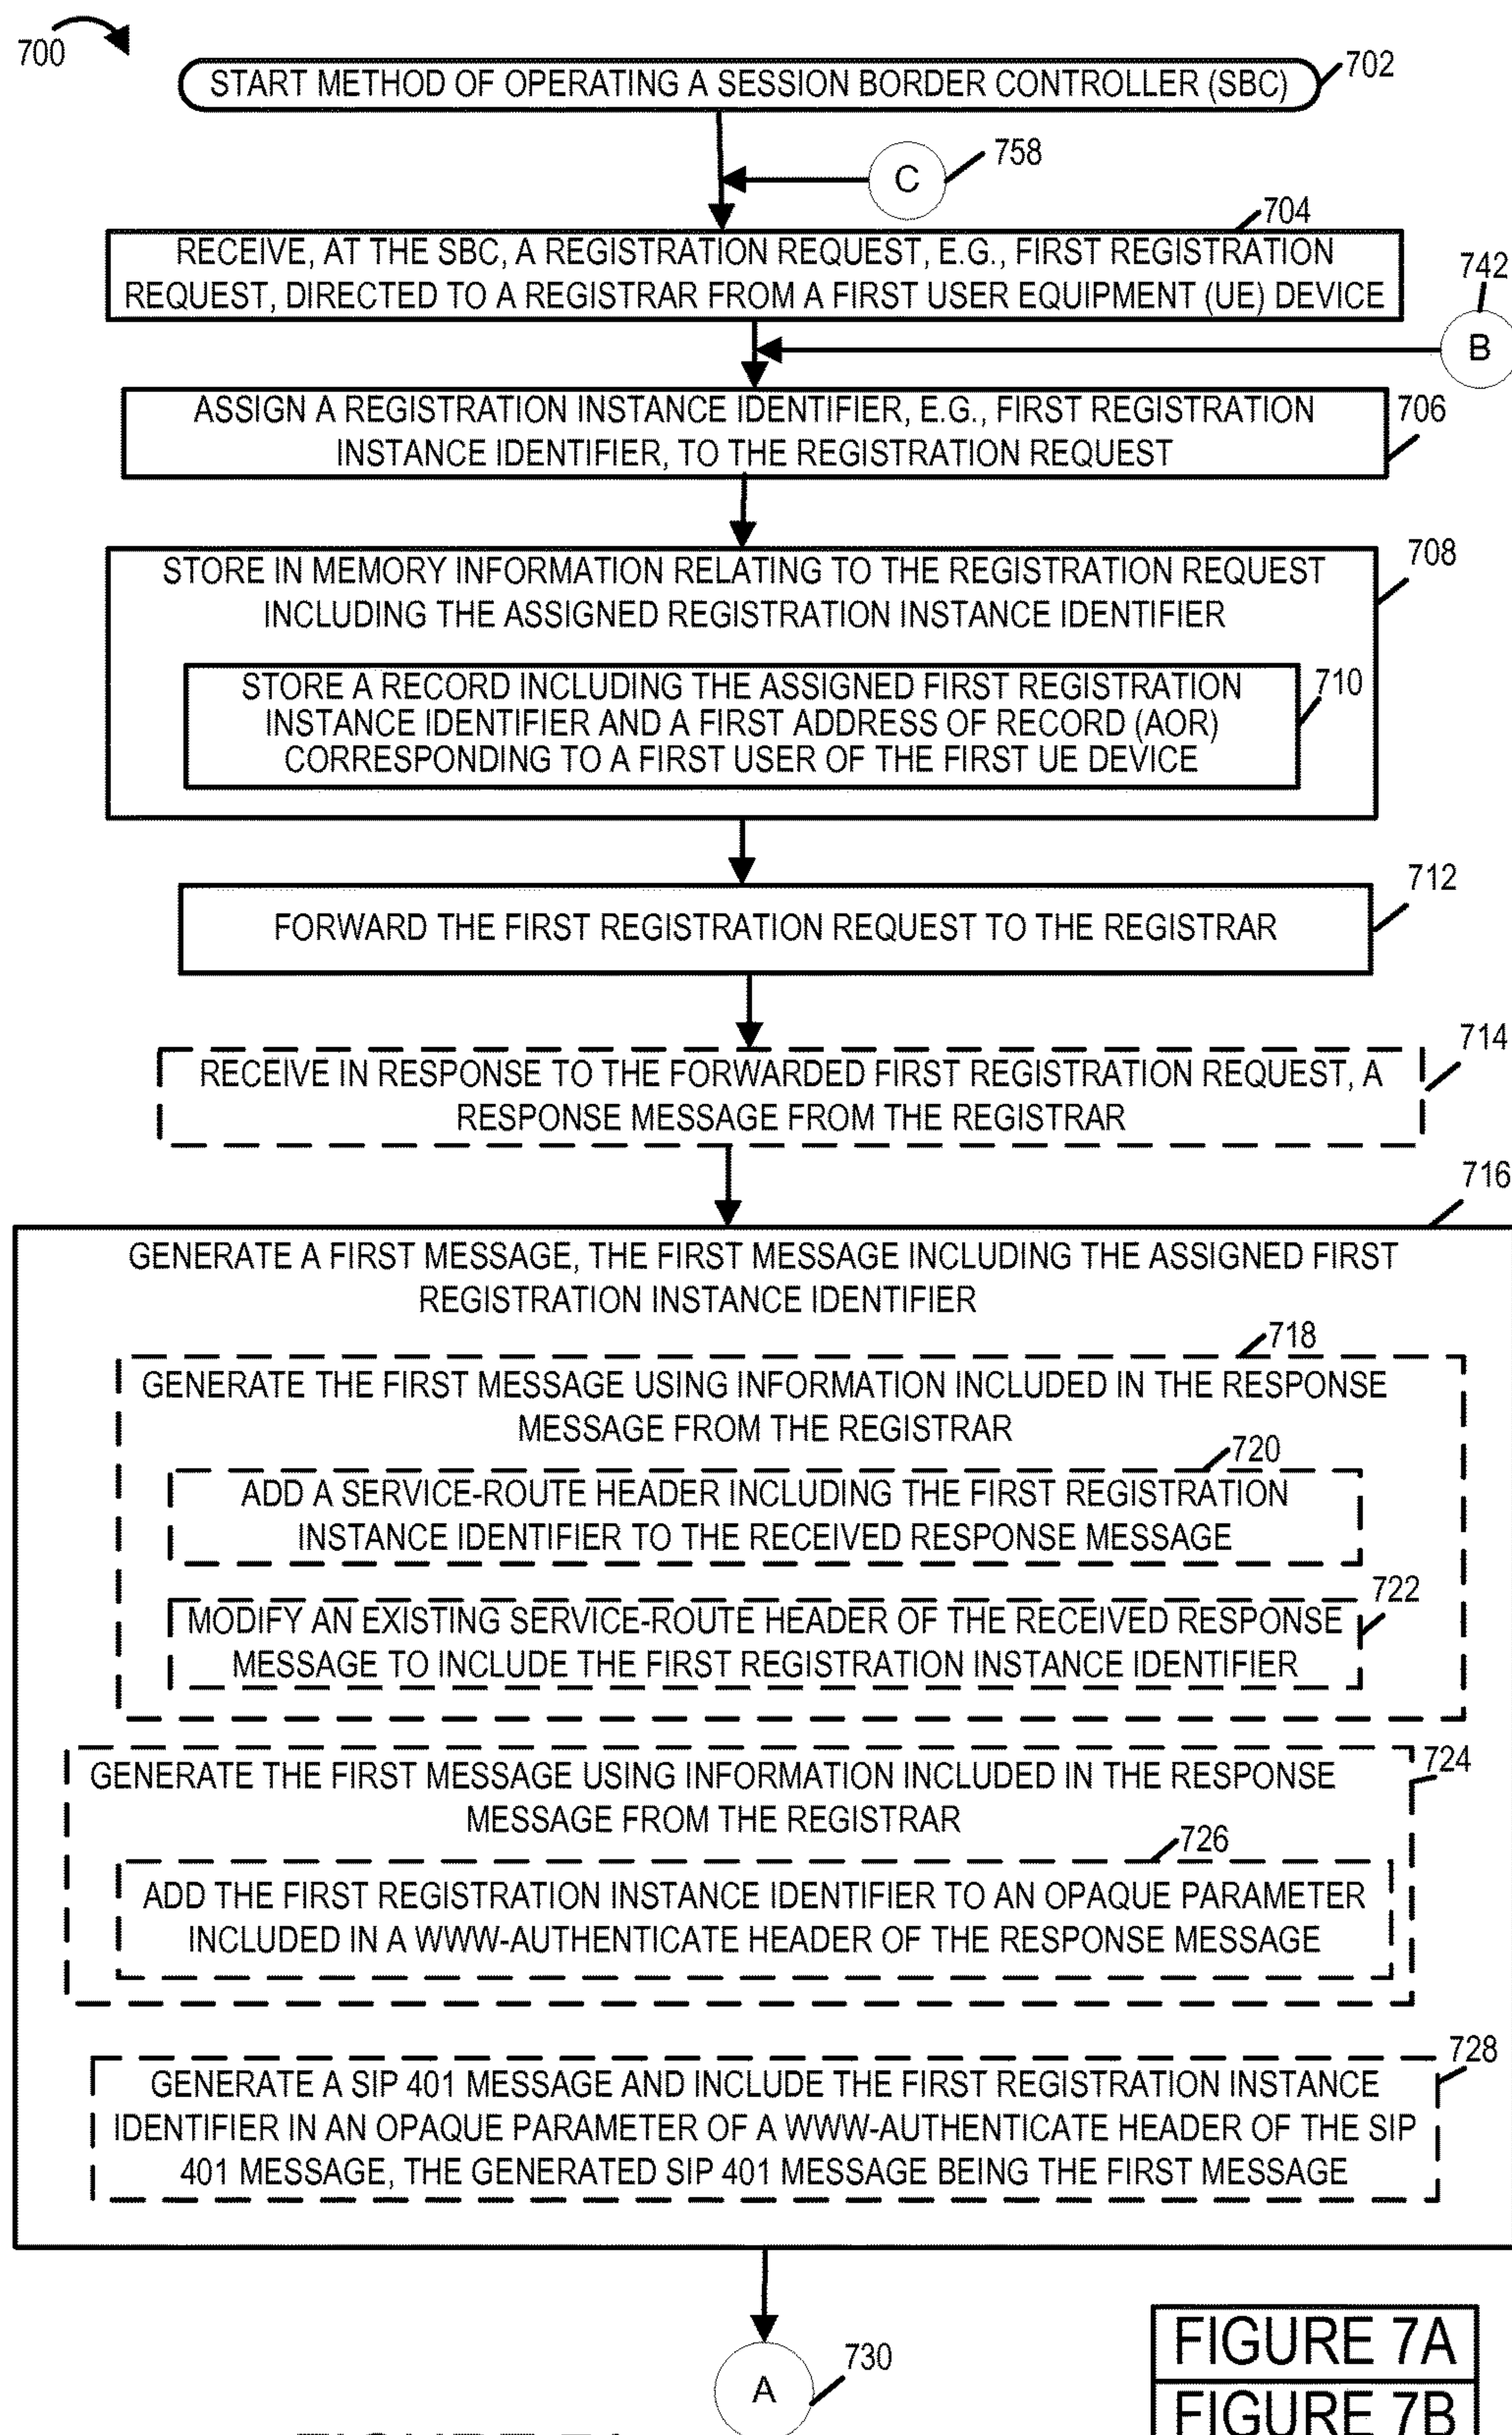 700
START METHOD OF OPERATING A SESSION BORDER CONTROLLER (SBC)
702
C
758
704
RECEIVE, AT THE SBC, A REGISTRATION REQUEST, E.G., FIRST REGISTRATION
REQUEST, DIRECTED TO A REGISTRAR FROM A FIRST USER EQUIPMENT (UE) DEVICE
742
B
ASSIGN A REGISTRATION INSTANCE IDENTIFIER, E.G., FIRST REGISTRATION
INSTANCE IDENTIFIER, TO THE REGISTRATION REQUEST
706
STORE IN MEMORY INFORMATION RELATING TO THE REGISTRATION REQUEST
INCLUDING THE ASSIGNED REGISTRATION INSTANCE IDENTIFIER
708
STORE A RECORD INCLUDING THE ASSIGNED FIRST REGISTRATION
INSTANCE IDENTIFIER AND A FIRST ADDRESS OF RECORD (AOR)
CORRESPONDING TO A FIRST USER OF THE FIRST UE DEVICE
710
712
FORWARD THE FIRST REGISTRATION REQUEST TO THE REGISTRAR
714
RECEIVE IN RESPONSE TO THE FORWARDED FIRST REGISTRATION REQUEST, A
RESPONSE MESSAGE FROM THE REGISTRAR
716
GENERATE A FIRST MESSAGE, THE FIRST MESSAGE INCLUDING THE ASSIGNED FIRST
REGISTRATION INSTANCE IDENTIFIER
718
GENERATE THE FIRST MESSAGE USING INFORMATION INCLUDED IN THE RESPONSE
MESSAGE FROM THE REGISTRAR
720
ADD A SERVICE-ROUTE HEADER INCLUDING THE FIRST REGISTRATION
INSTANCE IDENTIFIER TO THE RECEIVED RESPONSE MESSAGE
722
MODIFY AN EXISTING SERVICE-ROUTE HEADER OF THE RECEIVED RESPONSE
MESSAGE TO INCLUDE THE FIRST REGISTRATION INSTANCE IDENTIFIER
724
GENERATE THE FIRST MESSAGE USING INFORMATION INCLUDED IN THE RESPONSE
MESSAGE FROM THE REGISTRAR
726
ADD THE FIRST REGISTRATION INSTANCE IDENTIFIER TO AN OPAQUE PARAMETER
INCLUDED IN A WWW-AUTHENTICATE HEADER OF THE RESPONSE MESSAGE
728
GENERATE A SIP 401 MESSAGE AND INCLUDE THE FIRST REGISTRATION INSTANCE
IDENTIFIER IN AN OPAQUE PARAMETER OF A WWW-AUTHENTICATE HEADER OF THE SIP
401 MESSAGE, THE GENERATED SIP 401 MESSAGE BEING THE FIRST MESSAGE
A
730
FIGURE 7A
FIGURE 7B